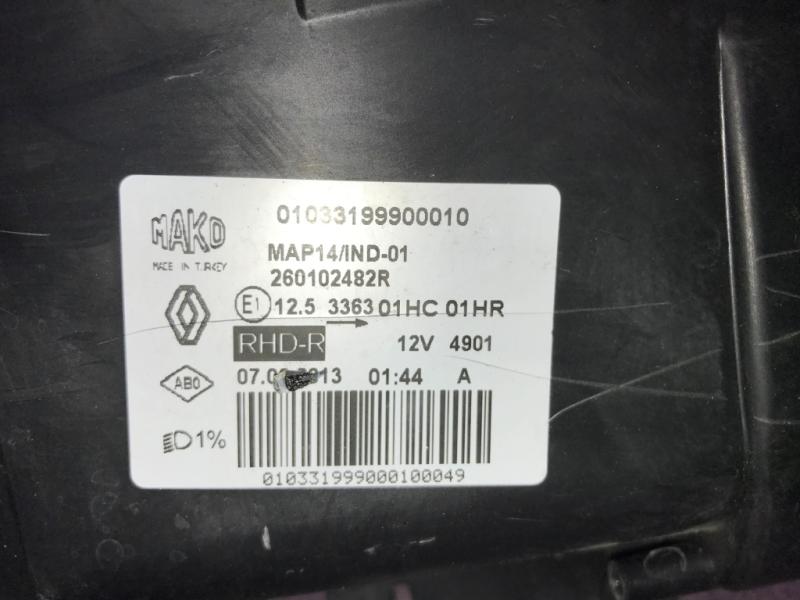 MAKO
MADE IN TURKEY
01033199900010
MAP14/IND-01
260102482R
E1 12.5 3363 01HC 01HR
RHD-R 12V 4901
01:44 A
ABO
1%
010331999000100049